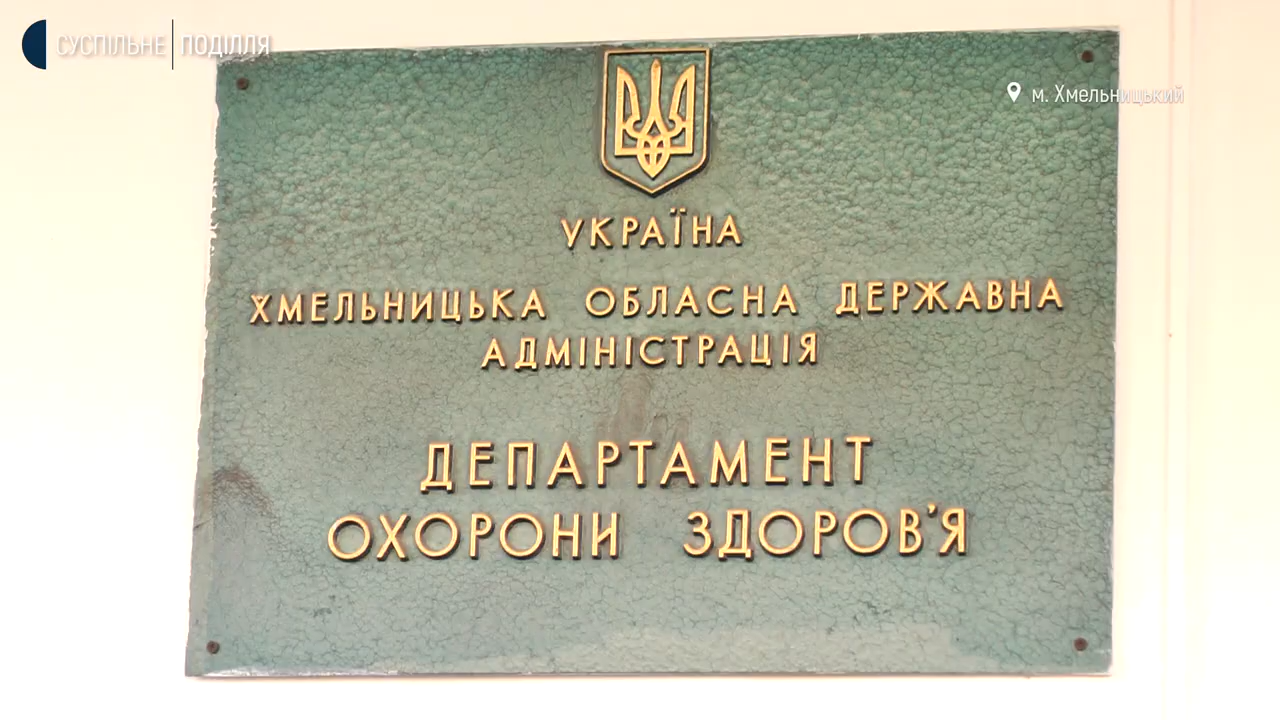 СУСПІЛЬНЕ ПОДІЛЛЯ
м. Хмельницький
УКРАЇНА
ХМЕЛЬНИЦЬКА ОБЛАСНА ДЕРЖАВНА
АДМІНІСТРАЦІЯ
ДЕПАРТАМЕНТ
ОХОРОНИ ЗДОРОВ'Я